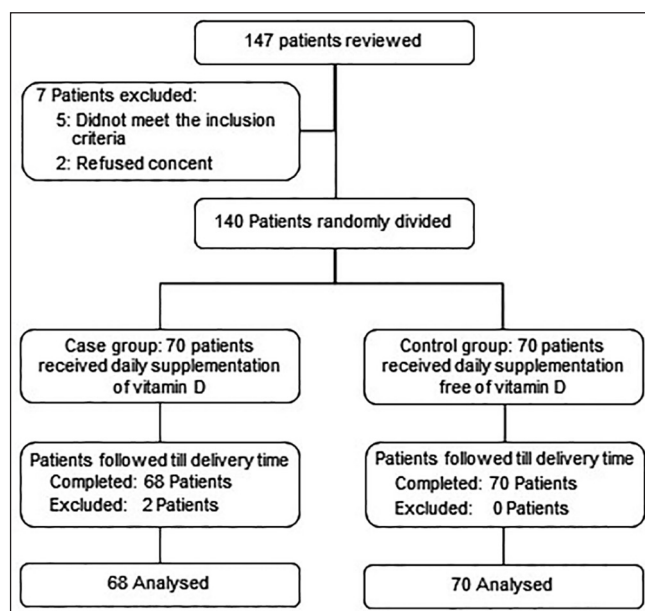 147 patients reviewed
7 Patients excluded:
5: Didnot meet the inclusion
criteria
2: Refused concent
140 Patients randomly divided
Case group: 70 patients
received daily supplementation
of vitamin D
Control group: 70 patients
received daily supplementation
free of vitamin D
Patients followed till delivery time
Completed: 68 Patients
Excluded: 2 Patients
Patients followed till delivery time
Completed: 70 Patients
Excluded: 0 Patients
68 Analysed
70 Analysed